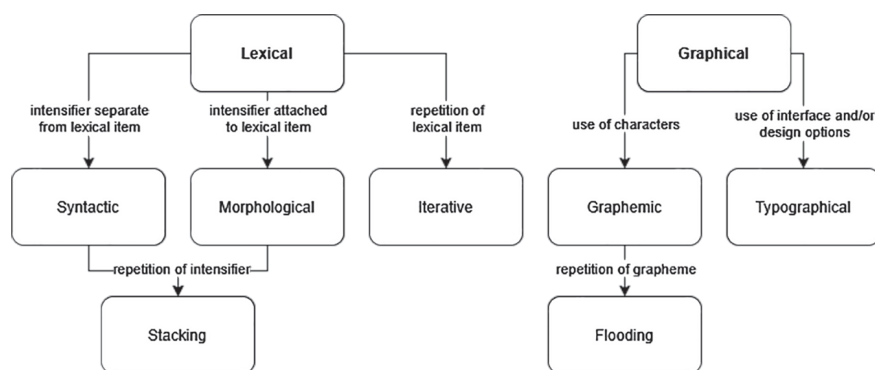 Lexical
Graphical
intensifier separate
from lexical item
intensifier attached
to lexical item
repetition of
lexical item
use of characters
use of interface and/or
design options
Syntactic
Morphological
Iterative
Graphemic
Typographical
repetition of intensifier
repetition of grapheme
Stacking
Flooding